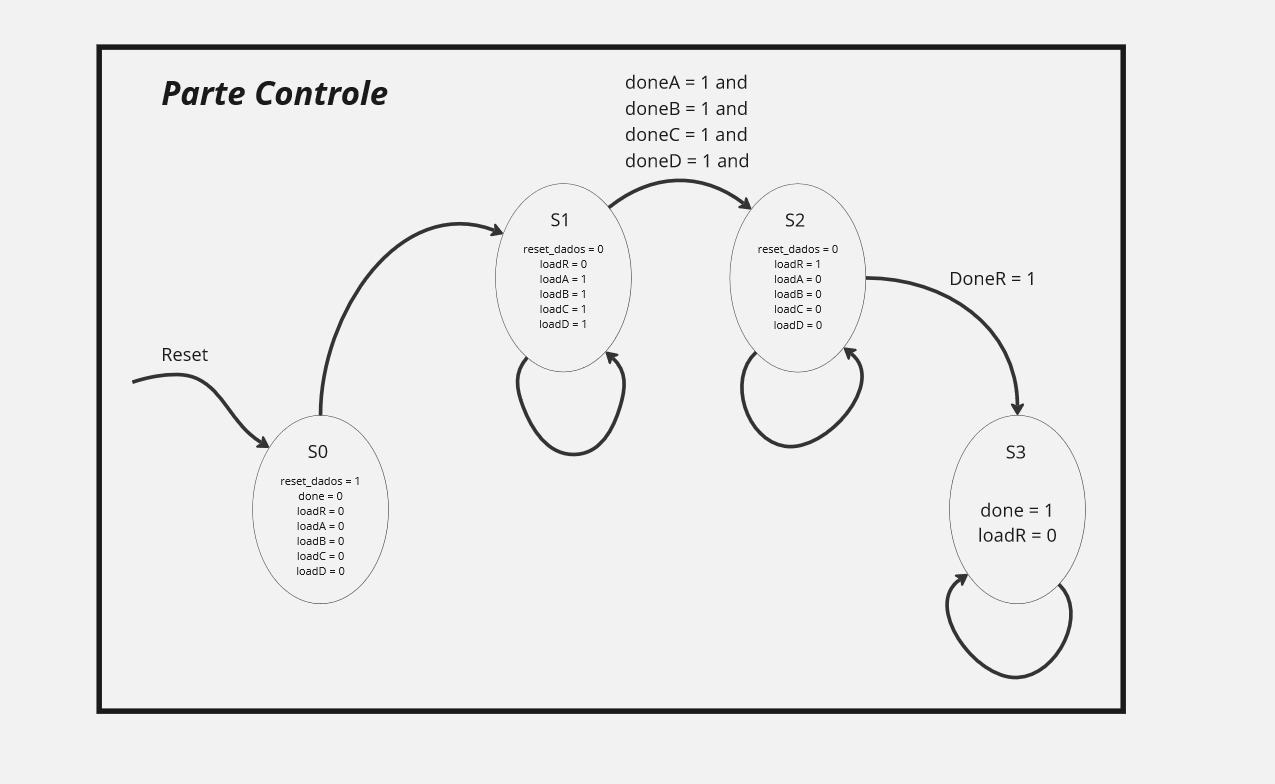 Parte Controle
doneA = 1 and
doneB = 1 and
doneC = 1 and
doneD = 1 and
S1
reset_dados = 0
loadR = 0
loadA = 1
loadB = 1
loadC = 1
loadD = 1
S2
reset_dados = 0
loadR = 1
loadA = 0
loadB = 0
loadC = 0
loadD = 0
DoneR = 1
Reset
S0
reset_dados = 1
done = 0
loadR = 0
loadA = 0
loadB = 0
loadC = 0
loadD = 0
S3
done = 1
loadR = 0